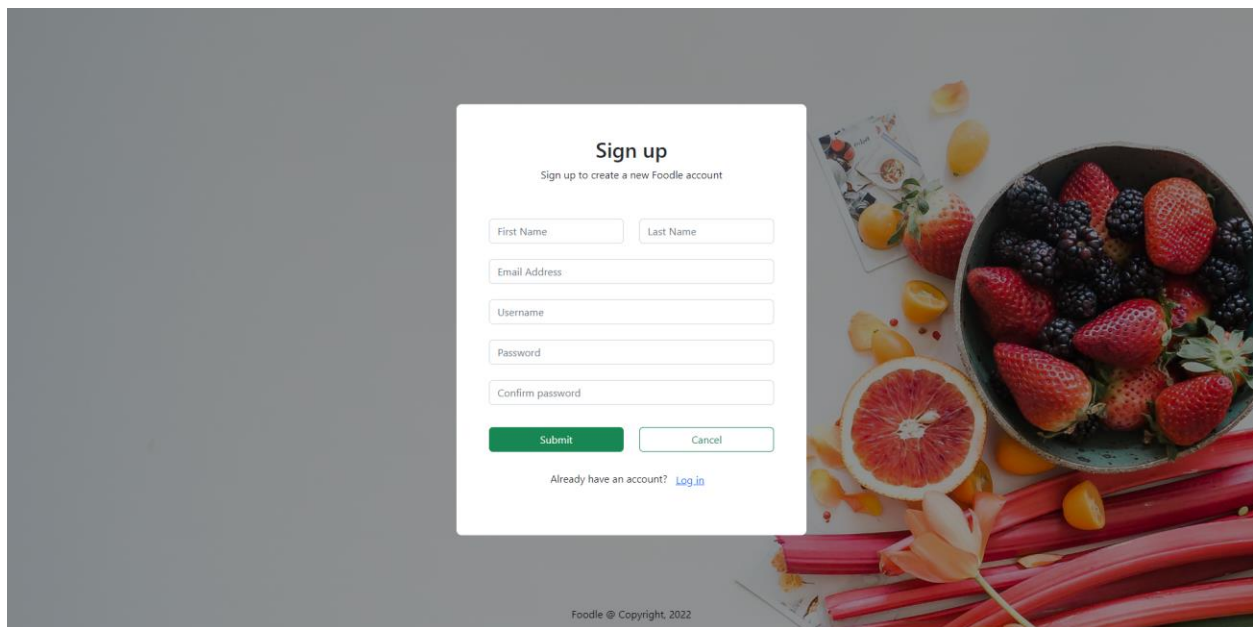 Sign up
Sign up to create a new Foodle account
First Name Last Name
Email Address
Username
Password
Confirm password
Submit Cancel
Already have an account? Log in
Foodle @ Copyright, 2022